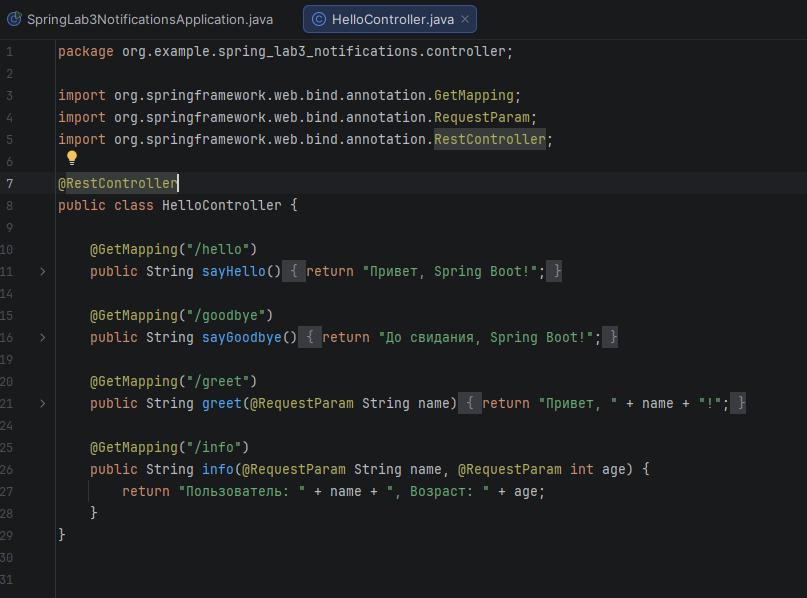 SpringLab3NotificationsApplication.java HelloController.java
1 package org.example.spring_lab3_notifications.controller;
2
3 import org.springframework.web.bind.annotation.GetMapping;
4 import org.springframework.web.bind.annotation.RequestParam;
5 import org.springframework.web.bind.annotation.RestController;
6
7 @RestController
8 public class HelloController {
9
10 @GetMapping("/hello")
11 public String sayHello() { return "Привет, Spring Boot!"; }
14
15 @GetMapping("/goodbye")
16 public String sayGoodbye() { return "До свидания, Spring Boot!"; }
19
20 @GetMapping("/greet")
21 public String greet(@RequestParam String name) { return "Привет, " + name + "!"; }
24
25 @GetMapping("/info")
26 public String info(@RequestParam String name, @RequestParam int age) {
27 return "Пользователь: " + name + ", Возраст: " + age;
28 }
29 }
30
31